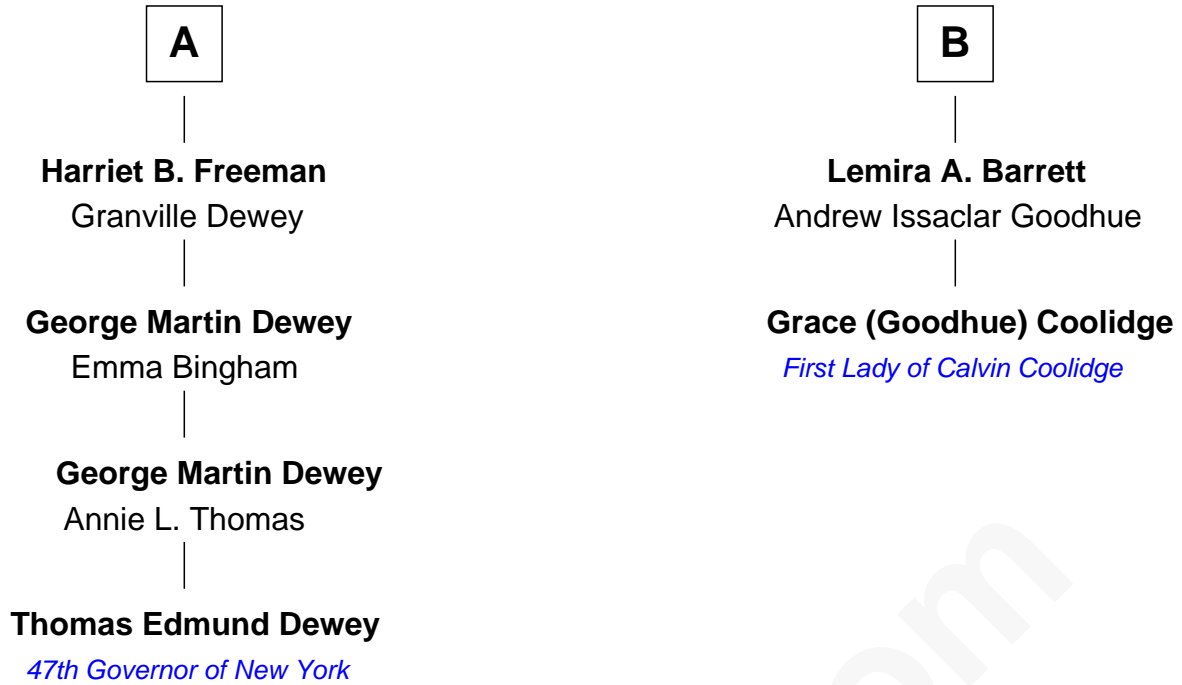 A
Harriet B. Freeman
Granville Dewey
George Martin Dewey
Emma Bingham
George Martin Dewey
Annie L. Thomas
Thomas Edmund Dewey
47th Governor of New York
B
Lemira A. Barrett
Andrew Issaclar Goodhue
Grace (Goodhue) Coolidge
First Lady of Calvin Coolidge
om